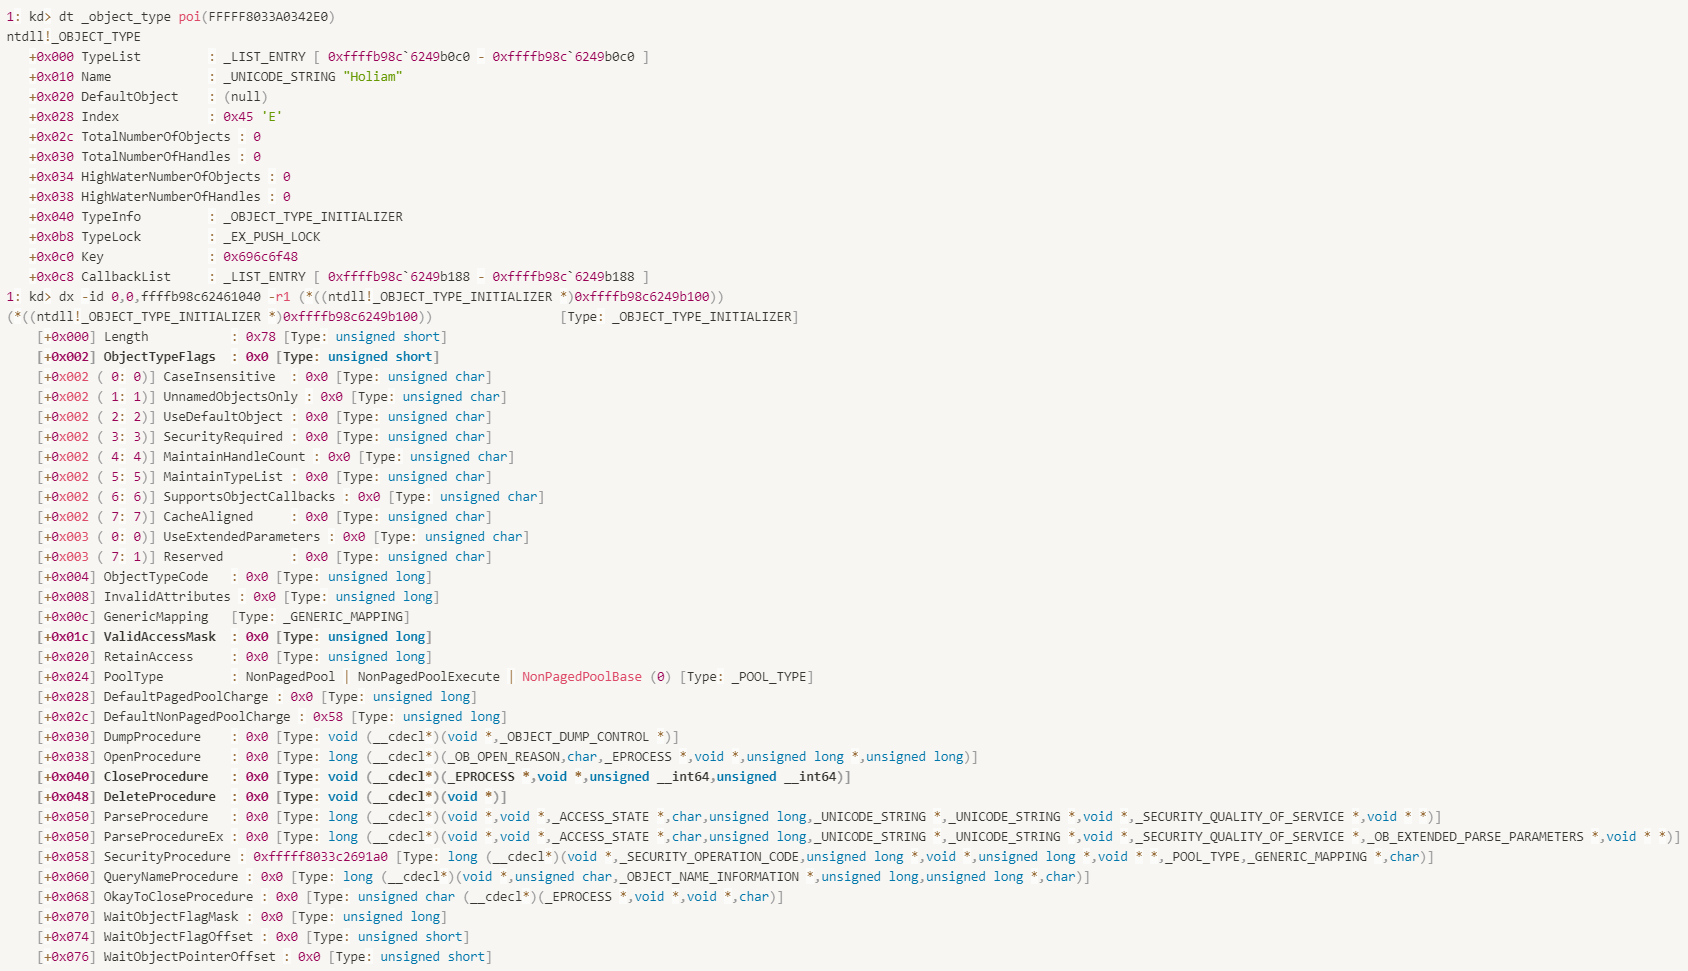 1: kd> dt _object_type poi(FFFFF8033A0342E0)
ntdll!_OBJECT_TYPE
   +0x000 TypeList         : _LIST_ENTRY [ 0xffffb98c`6249b0c0 - 0xffffb98c`6249b0c0 ]
   +0x010 Name             : _UNICODE_STRING "Holiam"
   +0x020 DefaultObject    : (null)
   +0x028 Index            : 0x45 'E'
   +0x02c TotalNumberOfObjects : 0
   +0x030 TotalNumberOfHandles : 0
   +0x034 HighWaterNumberOfObjects : 0
   +0x038 HighWaterNumberOfHandles : 0
   +0x040 TypeInfo         : _OBJECT_TYPE_INITIALIZER
   +0x0b8 TypeLock         : _EX_PUSH_LOCK
   +0x0c0 Key              : 0x696c6f48
   +0x0c8 CallbackList     : _LIST_ENTRY [ 0xffffb98c`6249b188 - 0xffffb98c`6249b188 ]
1: kd> dx -id 0,0,ffffb98c62461040 -r1 (*((ntdll!_OBJECT_TYPE_INITIALIZER *)0xffffb98c6249b100))
(*((ntdll!_OBJECT_TYPE_INITIALIZER *)0xffffb98c6249b100))                 [Type: _OBJECT_TYPE_INITIALIZER]
    [+0x000] Length           : 0x78 [Type: unsigned short]
    [+0x002] ObjectTypeFlags  : 0x0 [Type: unsigned short]
    [+0x002 ( 0: 0)] CaseInsensitive  : 0x0 [Type: unsigned char]
    [+0x002 ( 1: 1)] UnnamedObjectsOnly : 0x0 [Type: unsigned char]
    [+0x002 ( 2: 2)] UseDefaultObject : 0x0 [Type: unsigned char]
    [+0x002 ( 3: 3)] SecurityRequired : 0x0 [Type: unsigned char]
    [+0x002 ( 4: 4)] MaintainHandleCount : 0x0 [Type: unsigned char]
    [+0x002 ( 5: 5)] MaintainTypeList : 0x0 [Type: unsigned char]
    [+0x002 ( 6: 6)] SupportsObjectCallbacks : 0x0 [Type: unsigned char]
    [+0x002 ( 7: 7)] CacheAligned     : 0x0 [Type: unsigned char]
    [+0x003 ( 0: 0)] UseExtendedParameters : 0x0 [Type: unsigned char]
    [+0x003 ( 7: 1)] Reserved         : 0x0 [Type: unsigned char]
    [+0x004] ObjectTypeCode   : 0x0 [Type: unsigned long]
    [+0x008] InvalidAttributes : 0x0 [Type: unsigned long]
    [+0x00c] GenericMapping   [Type: _GENERIC_MAPPING]
    [+0x01c] ValidAccessMask  : 0x0 [Type: unsigned long]
    [+0x020] RetainAccess     : 0x0 [Type: unsigned long]
    [+0x024] PoolType         : NonPagedPool | NonPagedPoolExecute | NonPagedPoolBase (0) [Type: _POOL_TYPE]
    [+0x028] DefaultPagedPoolCharge : 0x0 [Type: unsigned long]
    [+0x02c] DefaultNonPagedPoolCharge : 0x58 [Type: unsigned long]
    [+0x030] DumpProcedure    : 0x0 [Type: void (__cdecl*)(void *,_OBJECT_DUMP_CONTROL *)]
    [+0x038] OpenProcedure    : 0x0 [Type: long (__cdecl*)(_OB_OPEN_REASON,char,_EPROCESS *,void *,unsigned long *,unsigned long)]
    [+0x040] CloseProcedure   : 0x0 [Type: void (__cdecl*)(_EPROCESS *,void *,unsigned __int64,unsigned __int64)]
    [+0x048] DeleteProcedure  : 0x0 [Type: void (__cdecl*)(void *)]
    [+0x050] ParseProcedure   : 0x0 [Type: long (__cdecl*)(void *,void *,_ACCESS_STATE *,char,unsigned long,_UNICODE_STRING *,_UNICODE_STRING *,void *,_SECURITY_QUALITY_OF_SERVICE *,void * *)]
    [+0x050] ParseProcedureEx : 0x0 [Type: long (__cdecl*)(void *,void *,_ACCESS_STATE *,char,unsigned long,_UNICODE_STRING *,_UNICODE_STRING *,void *,_SECURITY_QUALITY_OF_SERVICE *,_OB_EXTENDED_PARSE_PARAMETERS *,void * *)]
    [+0x058] SecurityProcedure : 0xfffff8033c2691a0 [Type: long (__cdecl*)(void *,_SECURITY_OPERATION_CODE,unsigned long *,void *,unsigned long *,void * *,_POOL_TYPE,_GENERIC_MAPPING *,char)]
    [+0x060] QueryNameProcedure : 0x0 [Type: long (__cdecl*)(void *,unsigned char,_OBJECT_NAME_INFORMATION *,unsigned long,unsigned long *,char)]
    [+0x068] OkayToCloseProcedure : 0x0 [Type: unsigned char (__cdecl*)(_EPROCESS *,void *,void *,char)]
    [+0x070] WaitObjectFlagMask : 0x0 [Type: unsigned long]
    [+0x074] WaitObjectFlagOffset : 0x0 [Type: unsigned short]
    [+0x076] WaitObjectPointerOffset : 0x0 [Type: unsigned short]